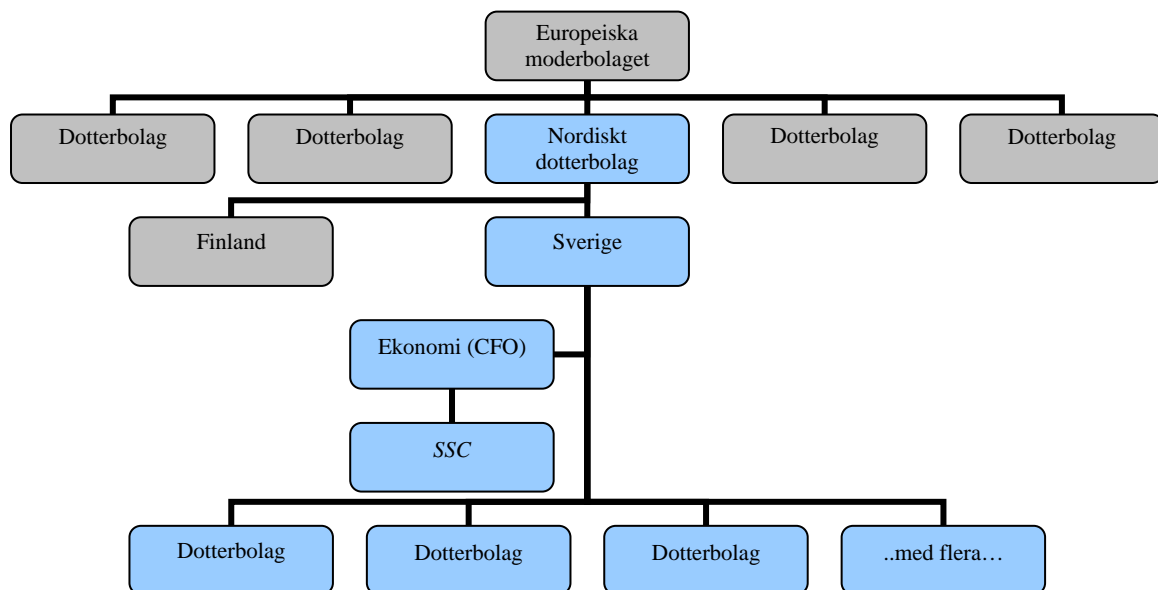 Europeiska
moderbolaget
Dotterbolag
Dotterbolag
Nordiskt
dotterbolag
Dotterbolag
Dotterbolag
Finland
Sverige
Ekonomi (CFO)
SSC
Dotterbolag
Dotterbolag
Dotterbolag
..med flera…